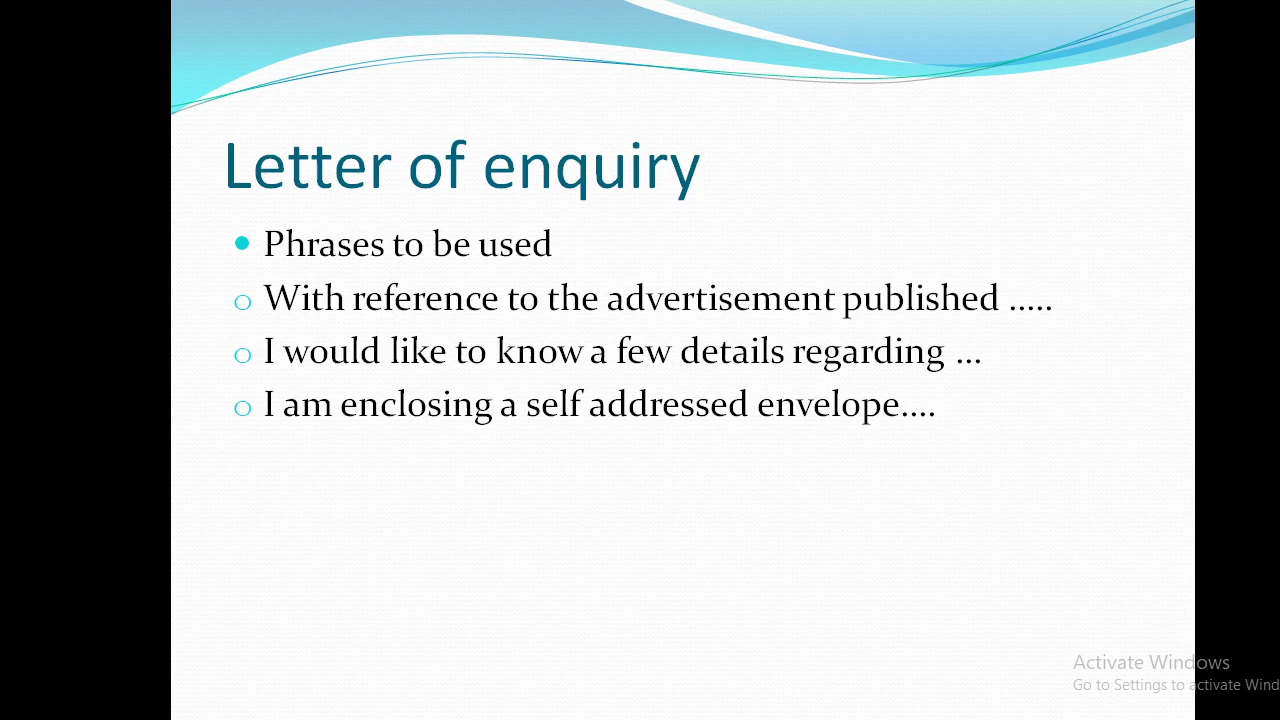 Letter of enquiry
Phrases to be used
With reference to the advertisement published .....
I would like to know a few details regarding ...
I am enclosing a self addressed envelope....
Activate Windows
Go to Settings to activate Wind